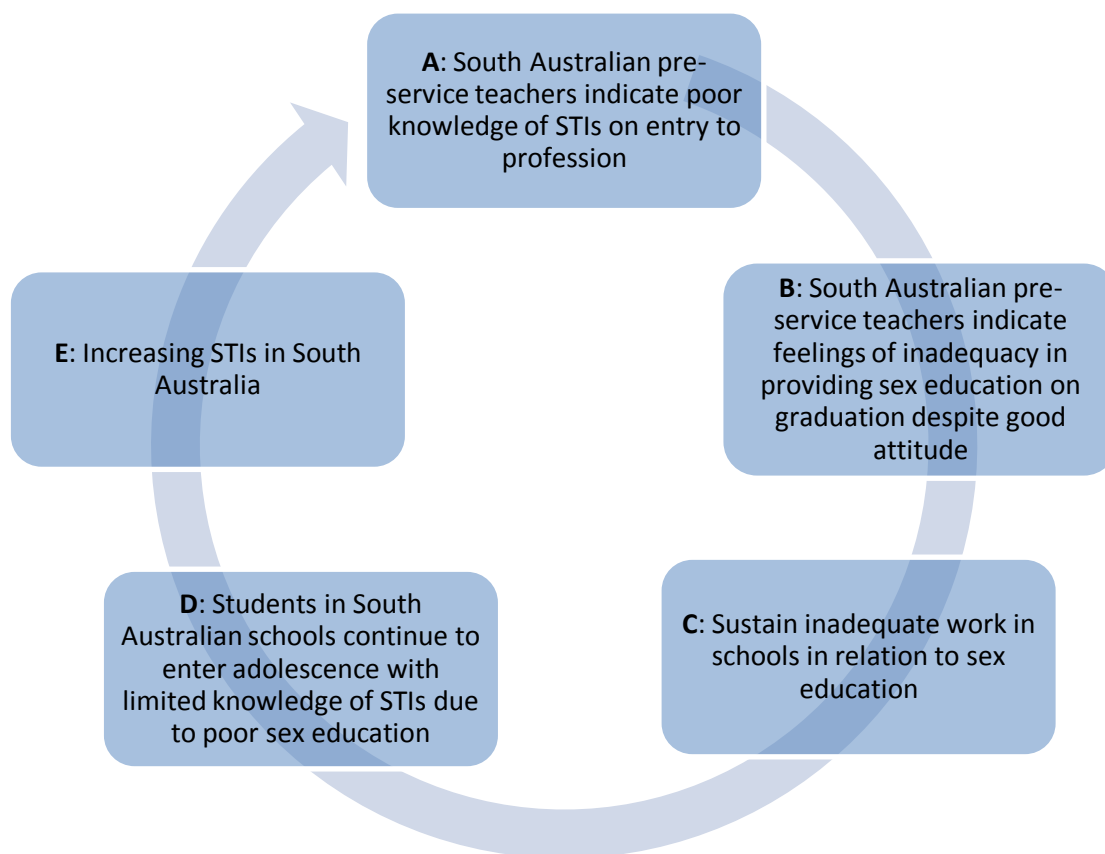 A: South Australian pre-
service teachers indicate poor
knowledge of STIs on entry to
profession
B: South Australian pre-
service teachers indicate
feelings of inadequacy in
providing sex education on
graduation despite good
attitude
C: Sustain inadequate work in
schools in relation to sex
education
D: Students in South
Australian schools continue to
enter adolescence with
limited knowledge of STIs due
to poor sex education
E: Increasing STIs in South
Australia